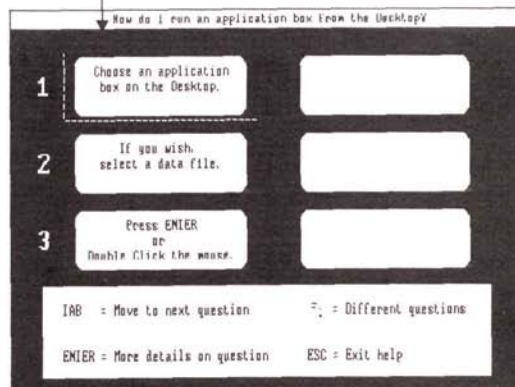 How do I run an application box from the Desktop?
1
Choose an application
box on the Desktop.
2
If you wish,
select a data file.
3
Press ENTER
or
Double Click the mouse.
TAB = Move to next question
= Different questions
ENTER = More details on question
ESC = Exit help